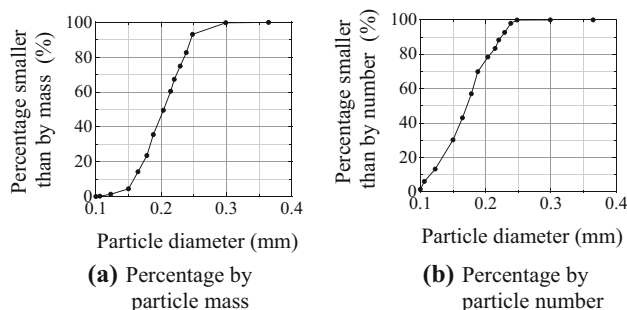 Percentage smaller
than by mass (%)
100
80
60
40
20
0
0.1 0.2 0.3 0.4
Particle diameter (mm)
(a) Percentage by
particle mass
Percentage smaller
than by number (%)
100
80
60
40
20
0
0.1 0.2 0.3 0.4
Particle diameter (mm)
(b) Percentage by
particle number